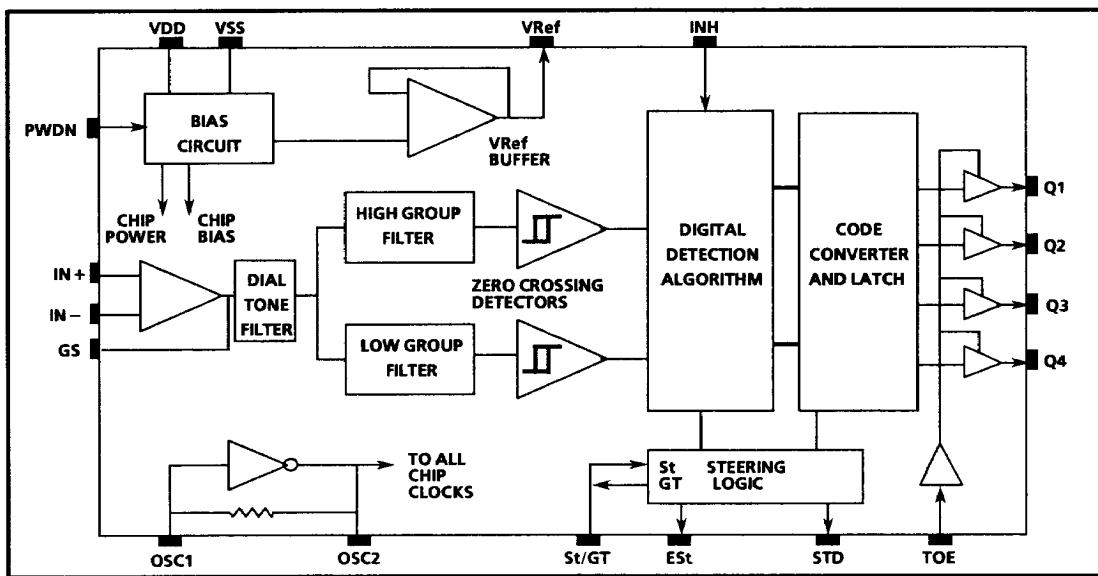 VDD
VSS
VRef
INH
PWDN
BIAS
CIRCUIT
VRef
BUFFER
CHIP
POWER
CHIP
BIAS
HIGH GROUP
FILTER
DIGITAL
DETECTION
ALGORITHM
CODE
CONVERTER
AND LATCH
Q1
Q2
Q3
Q4
IN+
IN−
GS
DIAL
TONE
FILTER
ZERO CROSSING
DETECTORS
LOW GROUP
FILTER
TO ALL
CHIP
CLOCKS
St STEERING
GT LOGIC
OSC1
OSC2
St/GT
ESt
STD
TOE